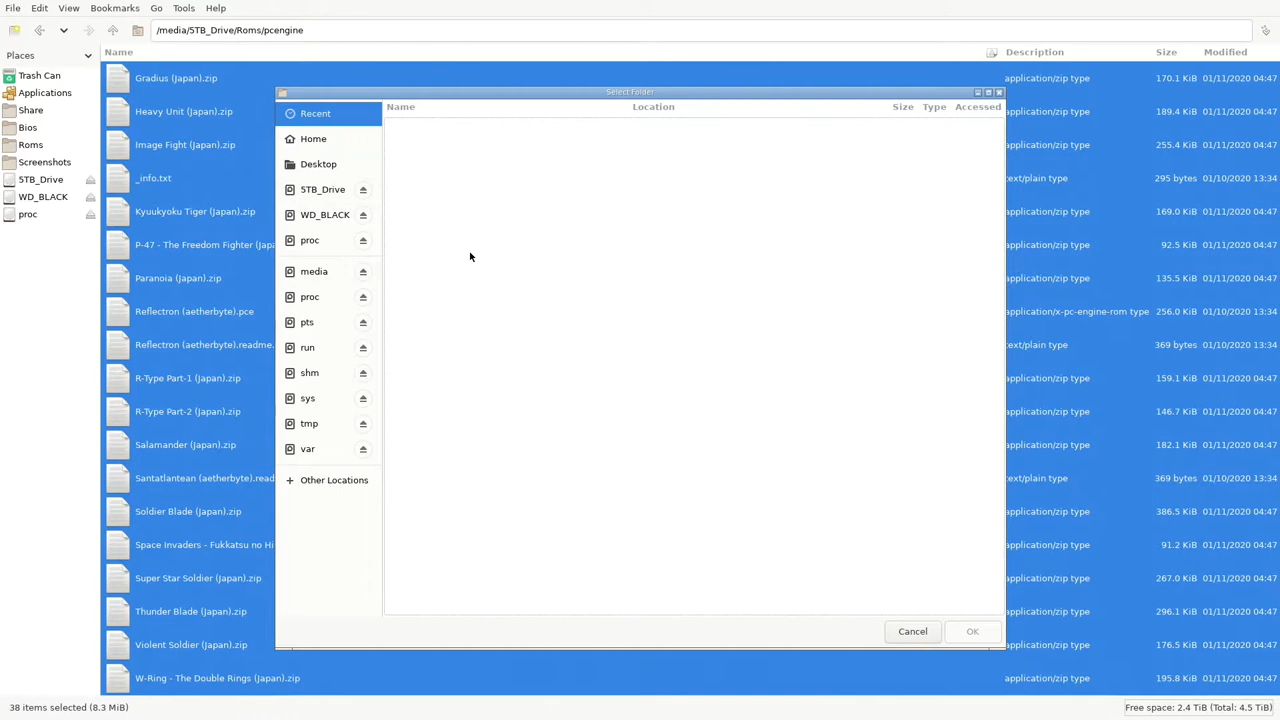 File Edit View Bookmarks Go Tools Help
/media/5TB_Drive/Roms/pcengine
Places
Trash Can
Applications
Share
Bios
Roms
Screenshots
5TB_Drive
WD_BLACK
proc
Name Description Size Modified
Gradius (Japan).zip application/zip type 170.1 KiB 01/11/2020 04:47
Heavy Unit (Japan).zip application/zip type 189.4 KiB 01/11/2020 04:47
Image Fight (Japan).zip application/zip type 255.4 KiB 01/11/2020 04:47
_info.txt text/plain type 295 bytes 01/10/2020 13:34
Kyuukyoku Tiger (Japan).zip application/zip type 169.0 KiB 01/11/2020 04:47
P-47 - The Freedom Fighter (Japa application/zip type 92.5 KiB 01/11/2020 04:47
Paranoia (Japan).zip application/zip type 135.5 KiB 01/11/2020 04:47
Reflectron (aetherbyte).pce application/x-pc-engine-rom type 256.0 KiB 01/10/2020 13:34
Reflectron (aetherbyte).readme. text/plain type 369 bytes 01/10/2020 13:34
R-Type Part-1 (Japan).zip application/zip type 159.1 KiB 01/11/2020 04:47
R-Type Part-2 (Japan).zip application/zip type 146.7 KiB 01/11/2020 04:47
Salamander (Japan).zip application/zip type 182.1 KiB 01/11/2020 04:47
Santatlantean (aetherbyte).read text/plain type 369 bytes 01/10/2020 13:34
Soldier Blade (Japan).zip application/zip type 386.5 KiB 01/11/2020 04:47
Space Invaders - Fukkatsu no Hi application/zip type 91.2 KiB 01/11/2020 04:47
Super Star Soldier (Japan).zip application/zip type 267.0 KiB 01/11/2020 04:47
Thunder Blade (Japan).zip application/zip type 296.1 KiB 01/11/2020 04:47
Violent Soldier (Japan).zip application/zip type 176.5 KiB 01/11/2020 04:47
W-Ring - The Double Rings (Japan).zip application/zip type 195.8 KiB 01/11/2020 04:47
Select Folder
Recent
Home
Desktop
5TB_Drive
WD_BLACK
proc
media
proc
pts
run
shm
sys
tmp
var
Other Locations
Name Location Size Type Accessed
Cancel OK
38 items selected (8.3 MiB) Free space: 2.4 TiB (Total: 4.5 TiB)